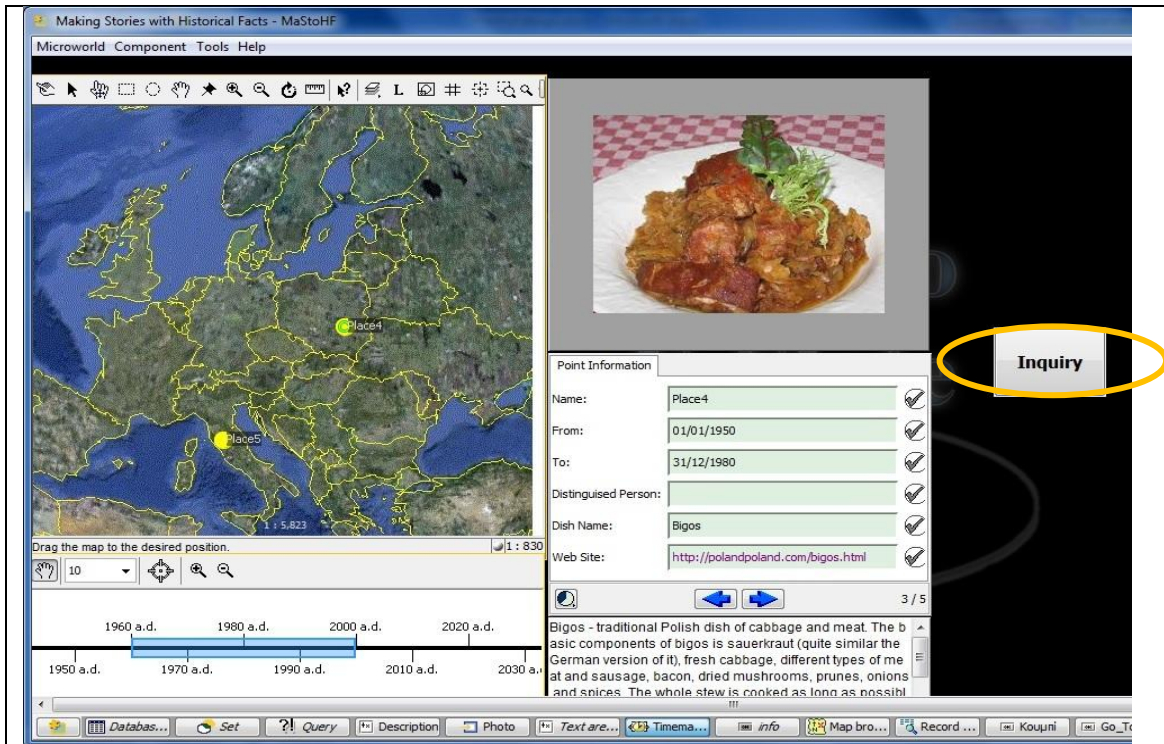 Making Stories with Historical Facts - MaStoHF
Microworld Component Tools Help
L
Place4
Place5
1 : 5,823
Drag the map to the desired position.
1 : 830
10
1960 a.d. 1980 a.d. 2000 a.d. 2020 a.d.
1950 a.d. 1970 a.d. 1990 a.d. 2010 a.d. 2030 a.
Point Information
Name: Place4
From: 01/01/1950
To: 31/12/1980
Distinguised Person:
Dish Name: Bigos
Web Site: http://polandpoland.com/bigos.html
3 / 5
Bigos - traditional Polish dish of cabbage and meat. The b
asic components of bigos is sauerkraut (quite similar the
German version of it), fresh cabbage, different types of me
at and sausage, bacon, dried mushrooms, prunes, onions
and spices. The whole stew is cooked as long as possibl
Inquiry
Databas... Set ?! Query Description Photo Text are... Timema... info Map bro... Record ... Κουμπί Go_To